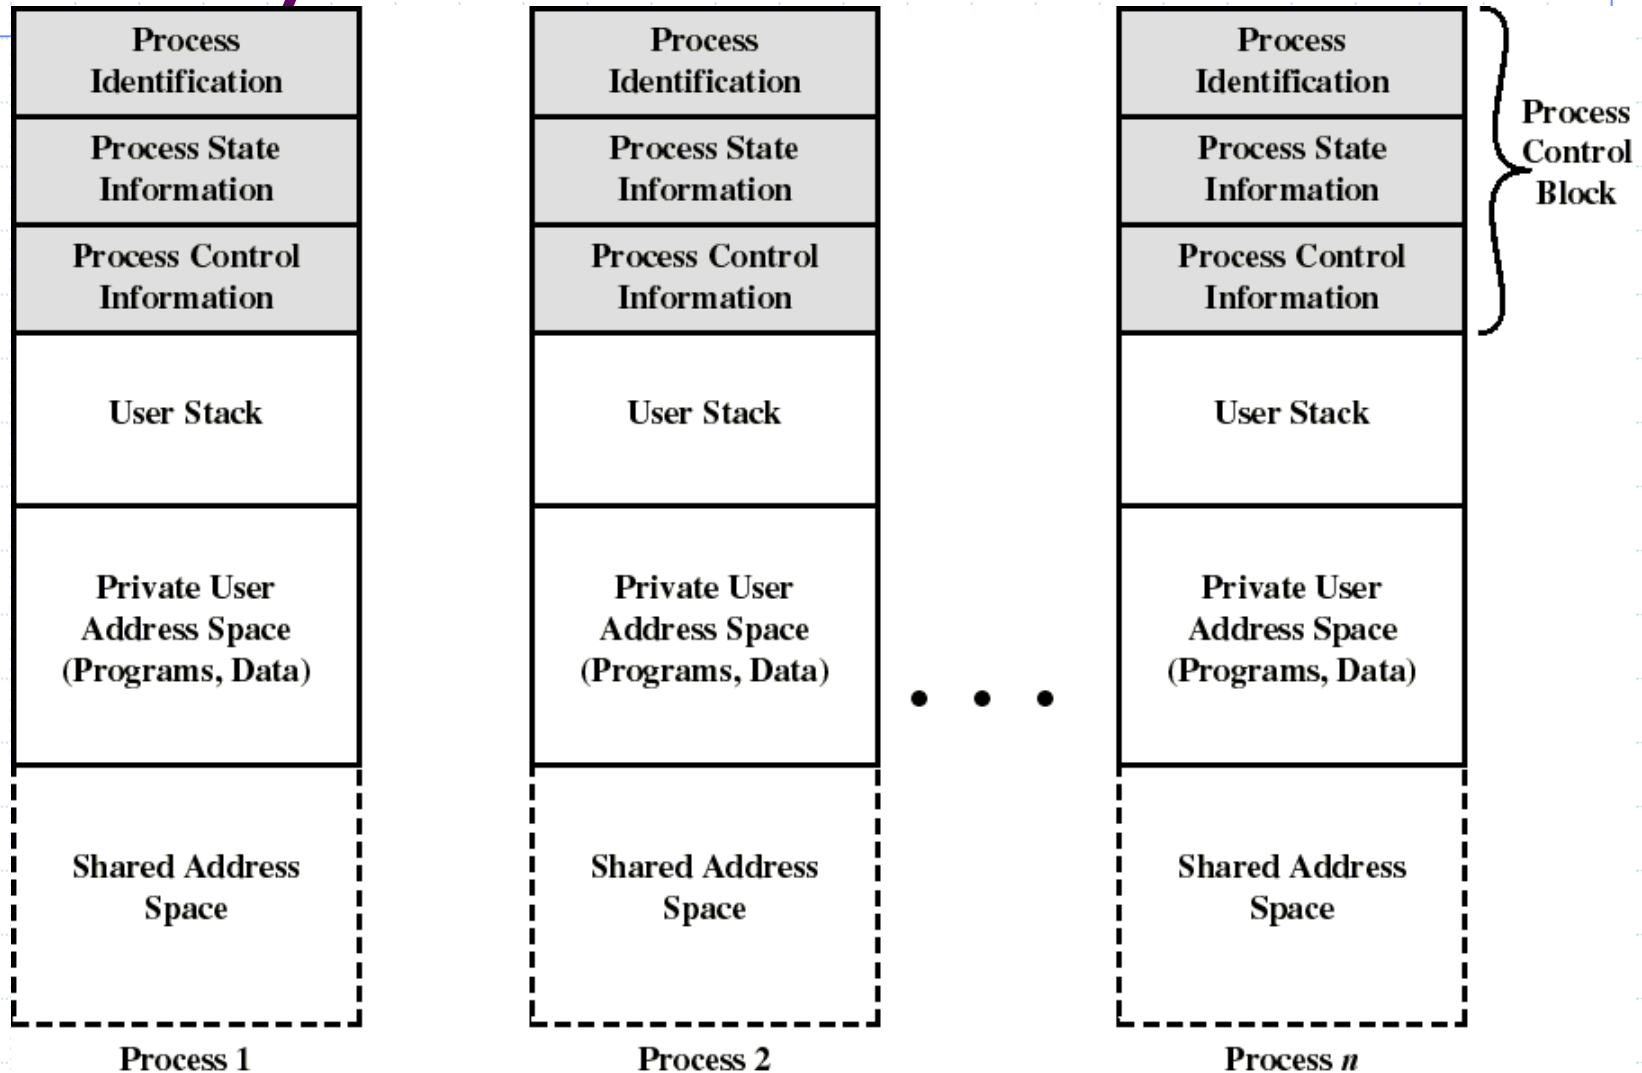 Process
Identification
Process State
Information
Process Control
Information
User Stack
Private User
Address Space
(Programs, Data)
Shared Address
Space
Process 1
Process
Identification
Process State
Information
Process Control
Information
User Stack
Private User
Address Space
(Programs, Data)
Shared Address
Space
Process 2
• • •
Process
Identification
Process State
Information
Process Control
Information
User Stack
Private User
Address Space
(Programs, Data)
Shared Address
Space
Process n
Process
Control
Block